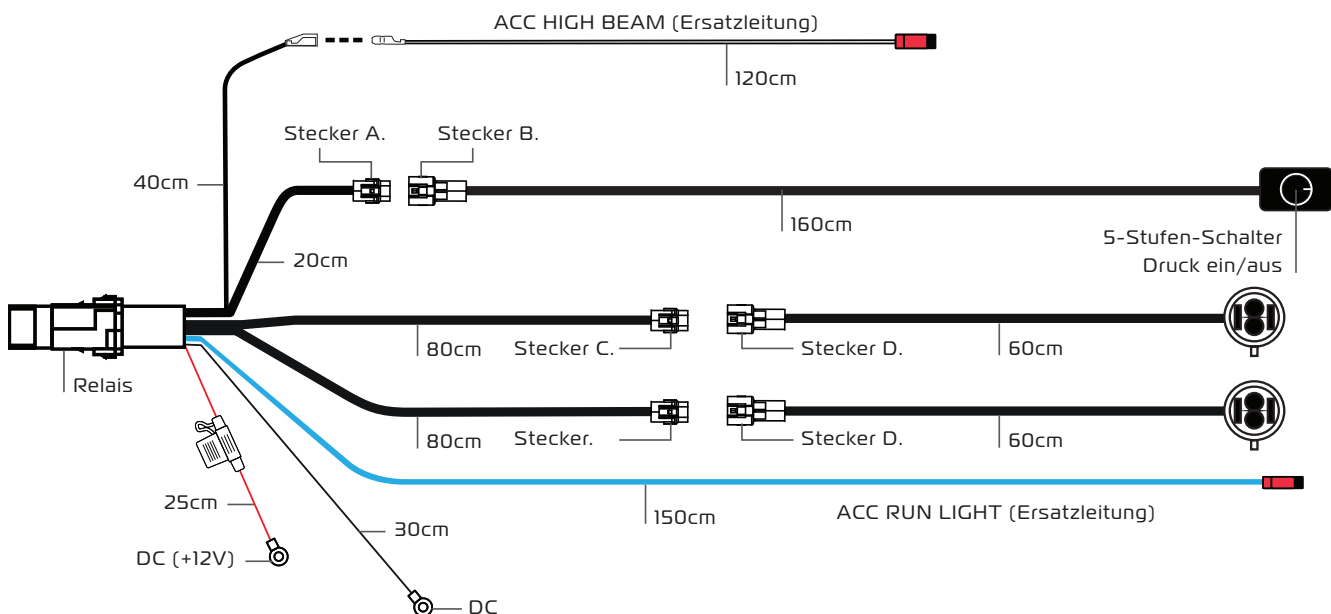 ACC HIGH BEAM (Ersatzleitung)
120cm
Stecker A.
Stecker B.
40cm
160cm
20cm
5-Stufen-Schalter
Druck ein/aus
80cm
Stecker C.
Stecker D.
60cm
Relais
80cm
Stecker.
Stecker D.
60cm
25cm
150cm
ACC RUN LIGHT (Ersatzleitung)
30cm
DC (+12V)
DC